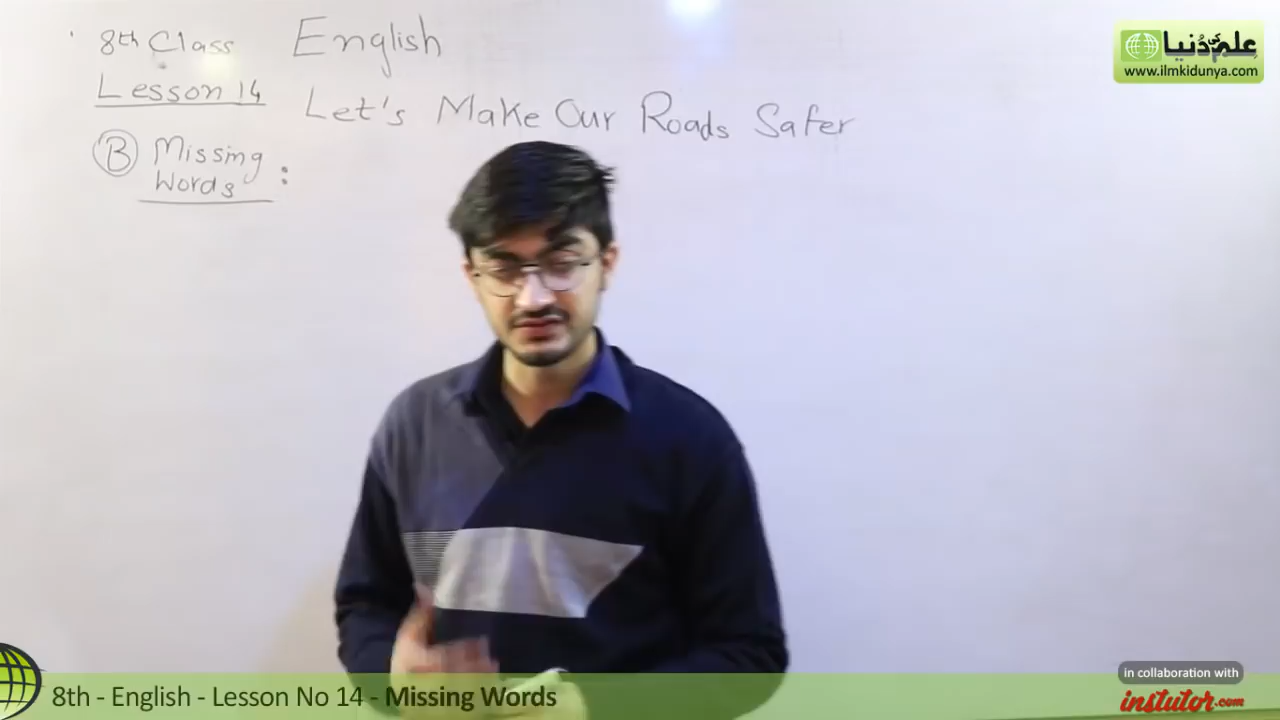 8th Class English
Lesson 14 Let's Make Our Roads Safer
B Missing Words :
علم کی دُنیا
www.ilmkidunya.com
in collaboration with
instutor.com
8th - English - Lesson No 14 - Missing Words